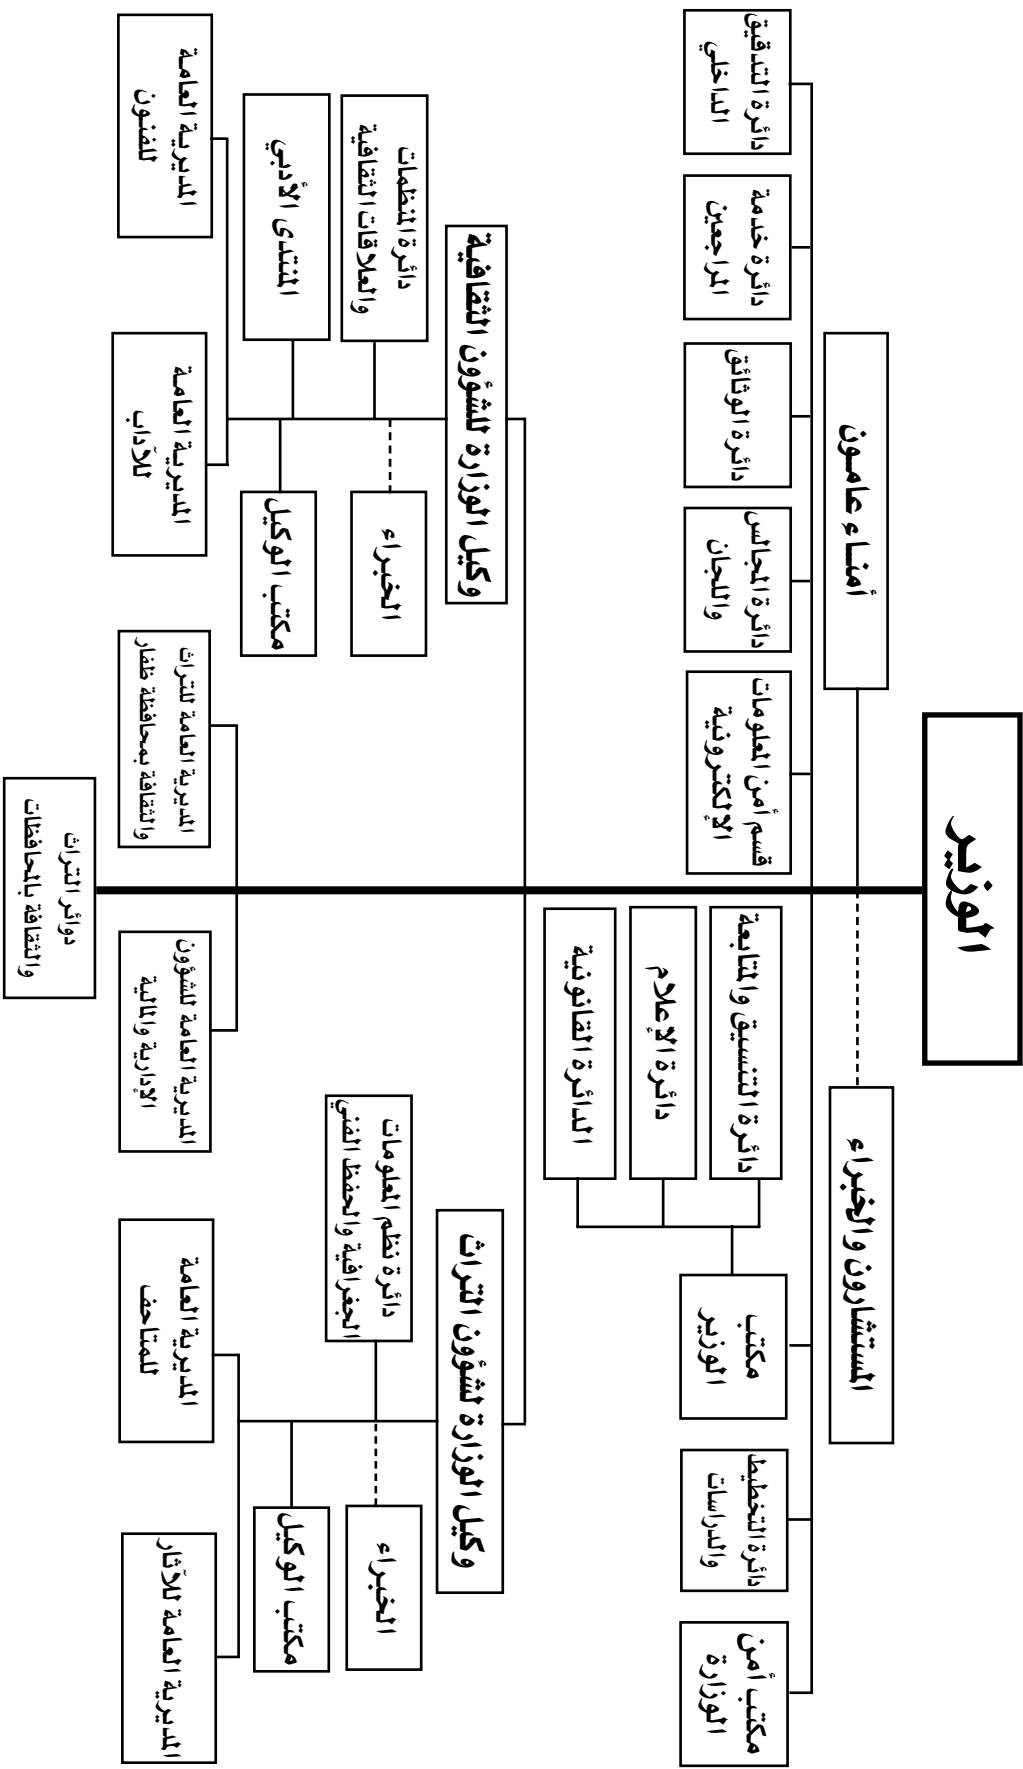 الوزير
المستشارون والخبراء
أمناء عامون
مكتب أمن
الوزارة
دائرة التخطيط
والدراسات
مكتب
الوزير
قسم أمن المعلومات
الإلكترونية
دائرة المجالس
واللجان
دائرة الوثائق
دائرة خدمة
المراجعين
دائرة التدقيق
الداخلي
دائرة التنسيق والمتابعة
دائرة الإعلام
الدائرة القانونية
وكيل الوزارة لشؤون التراث
وكيل الوزارة للشؤون الثقافية
الخبراء
دائرة نظم المعلومات
الجغرافية والحفظ الفني
مكتب الوكيل
الخبراء
دائرة المنظمات
والعلاقات الثقافية
مكتب الوكيل
المنتدى الأدبي
المديرية العامة للآثار
المديرية العامة
للمتاحف
المديرية العامة للشؤون
الإدارية والمالية
المديرية العامة للتراث
والثقافة بمحافظة ظفار
المديرية العامة
للآداب
المديرية العامة
للفنون
دوائر التراث
والثقافة بالمحافظات